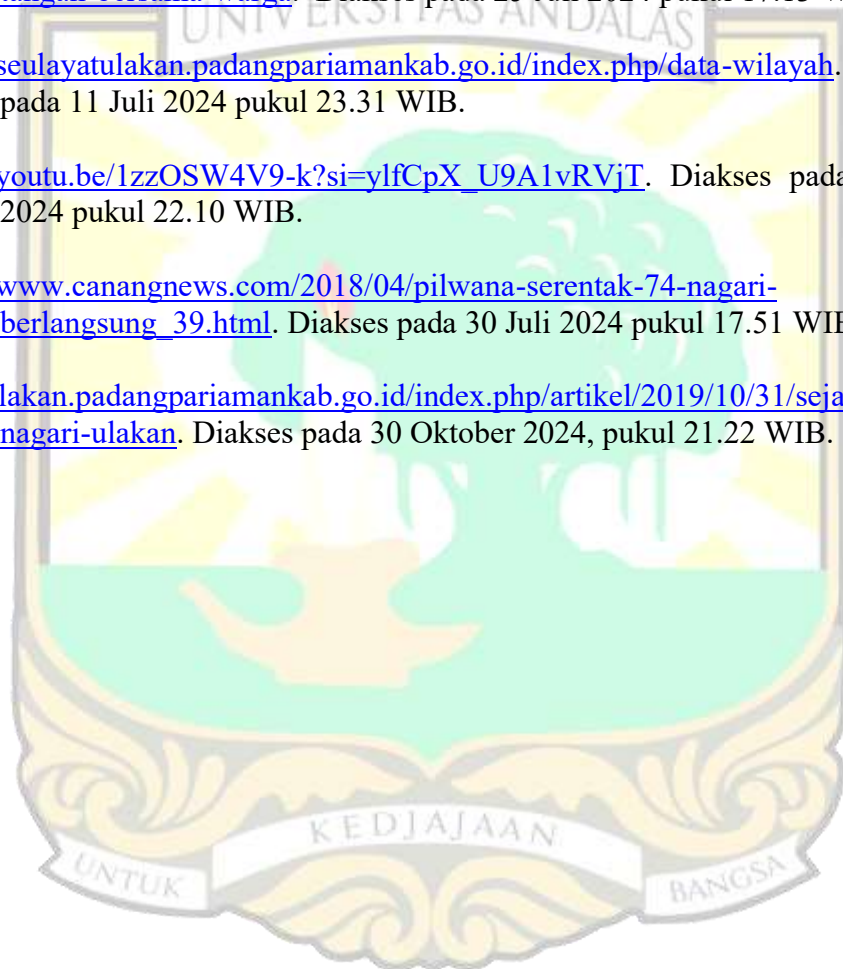 UNIVERSITAS ANDALAS
seulayatulakan.padangpariamankab.go.id/index.php/data-wilayah.
pada 11 Juli 2024 pukul 23.31 WIB.
youtu.be/1zzOSW4V9-k?si=ylfCpX_U9A1vRVjT. Diakses pada
2024 pukul 22.10 WIB.
www.canangnews.com/2018/04/pilwana-serentak-74-nagari-
berlangsung_39.html. Diakses pada 30 Juli 2024 pukul 17.51 WIB
lakan.padangpariamankab.go.id/index.php/artikel/2019/10/31/seja
nagari-ulakan. Diakses pada 30 Oktober 2024, pukul 21.22 WIB.
KEDJAJAAN
UNTUK BANGSA